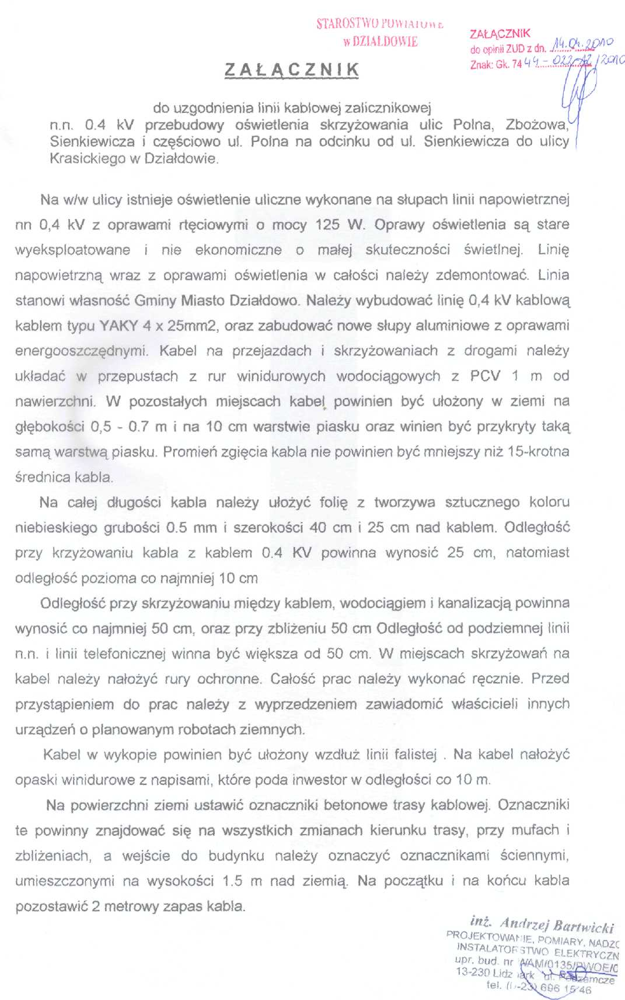 STAROSTWO POWIATOWE
w DZIAŁDOWIE
ZAŁĄCZNIK
do opinii ZUD z dn. 14.04.2010
Znak: Gk. 7444-022-12/2010
ZAŁĄCZNIK
do uzgodnienia linii kablowej zalicznikowej
n.n. 0.4 kV przebudowy oświetlenia skrzyżowania ulic Polna, Zbożowa,
Sienkiewicza i częściowo ul. Polna na odcinku od ul. Sienkiewicza do ulicy
Krasickiego w Działdowie.
Na w/w ulicy istnieje oświetlenie uliczne wykonane na słupach linii napowietrznej
nn 0,4 kV z oprawami rtęciowymi o mocy 125 W. Oprawy oświetlenia są stare
wyeksploatowane i nie ekonomiczne o małej skuteczności świetlnej. Linię
napowietrzną wraz z oprawami oświetlenia w całości należy zdemontować. Linia
stanowi własność Gminy Miasto Działdowo. Należy wybudować linię 0,4 kV kablową
kablem typu YAKY 4 x 25mm2, oraz zabudować nowe słupy aluminiowe z oprawami
energooszczędnymi. Kabel na przejazdach i skrzyżowaniach z drogami należy
układać w przepustach z rur winidurowych wodociągowych z PCV 1 m od
nawierzchni. W pozostałych miejscach kabel powinien być ułożony w ziemi na
głębokości 0,5 - 0.7 m i na 10 cm warstwie piasku oraz winien być przykryty taką
samą warstwą piasku. Promień zgięcia kabla nie powinien być mniejszy niż 15-krotna
średnica kabla.
Na całej długości kabla należy ułożyć folię z tworzywa sztucznego koloru
niebieskiego grubości 0.5 mm i szerokości 40 cm i 25 cm nad kablem. Odległość
przy krzyżowaniu kabla z kablem 0.4 KV powinna wynosić 25 cm, natomiast
odległość pozioma co najmniej 10 cm
Odległość przy skrzyżowaniu między kablem, wodociągiem i kanalizacją powinna
wynosić co najmniej 50 cm, oraz przy zbliżeniu 50 cm Odległość od podziemnej linii
n.n. i linii telefonicznej winna być większa od 50 cm. W miejscach skrzyżowań na
kabel należy nałożyć rury ochronne. Całość prac należy wykonać ręcznie. Przed
przystąpieniem do prac należy z wyprzedzeniem zawiadomić właścicieli innych
urządzeń o planowanym robotach ziemnych.
Kabel w wykopie powinien być ułożony wzdłuż linii falistej . Na kabel nałożyć
opaski winidurowe z napisami, które poda inwestor w odległości co 10 m.
Na powierzchni ziemi ustawić oznaczniki betonowe trasy kablowej. Oznaczniki
te powinny znajdować się na wszystkich zmianach kierunku trasy, przy mufach i
zbliżeniach, a wejście do budynku należy oznaczyć oznacznikami ściennymi,
umieszczonymi na wysokości 1.5 m nad ziemią. Na początku i na końcu kabla
pozostawić 2 metrowy zapas kabla.
inż. Andrzej Bartwicki
PROJEKTOWANIE, POMIARY, NADZO
INSTALATORSTWO ELEKTRYCZN
upr. bud. nr WAM/0135/PWOE/0
13-230 Lidzbark ul. Podzamcze
tel. (0-23) 696 15 46